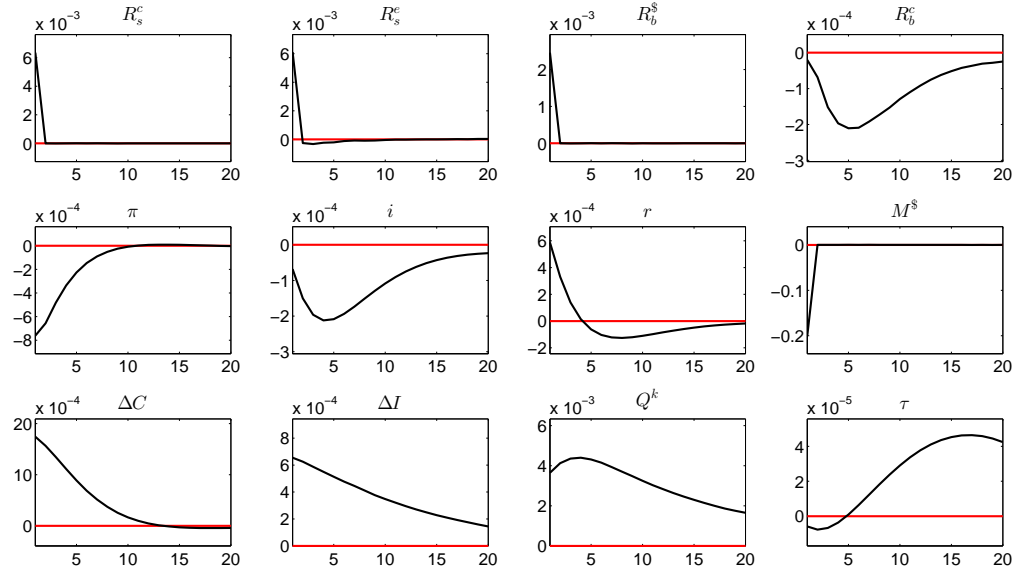 R_s^c R_s^e R_b^$ R_b^c
x 10^−3 x 10^−3 x 10^−3 x 10^−4
6 6 2 0
4 4 1 −1
2 2 0 −2
0 0 −3
5 10 15 20 5 10 15 20 5 10 15 20 5 10 15 20
π i r M^$
x 10^−4 x 10^−4 x 10^−4
0 0 6 0
−2 −1 4 −0.1
−4 −2 2 −0.2
−6 −3 0
−8 −2
5 10 15 20 5 10 15 20 5 10 15 20 5 10 15 20
ΔC ΔI Q^k τ
x 10^−4 x 10^−4 x 10^−3 x 10^−5
20 8 6 4
10 6 4 2
0 4 2 0
2 0
0
5 10 15 20 5 10 15 20 5 10 15 20 5 10 15 20